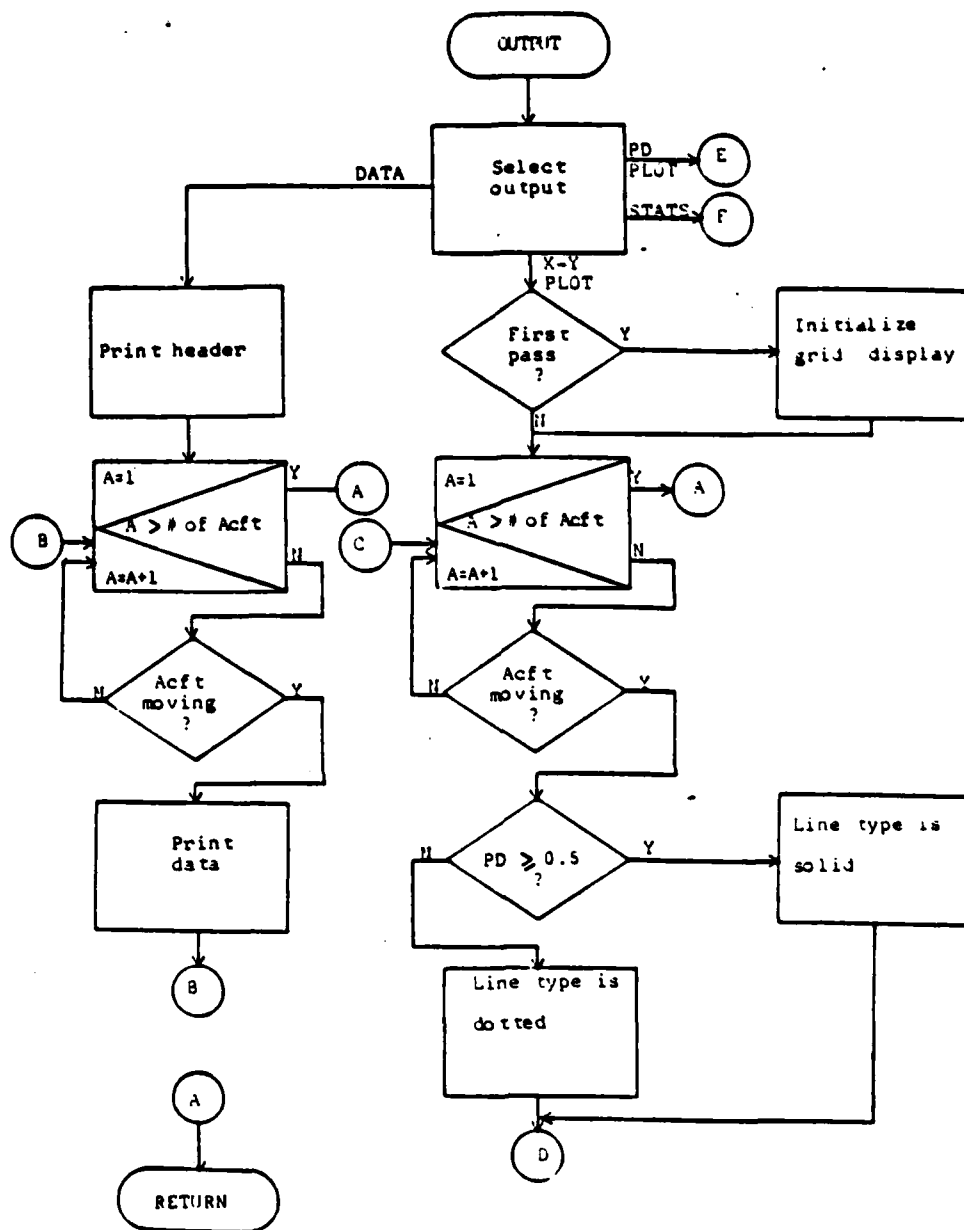 OUTPUT
Select
output
DATA
PD
PLOT
E
STATS
F
X-Y
PLOT
Print header
First
pass
?
Y
N
Initialize
grid display
A=1
A > # of Acft
A=A+1
Y
A
N
B
A=1
A > # of Acft
A=A+1
Y
A
N
C
Acft
moving
?
N
Y
Acft
moving
?
N
Y
Print
data
B
PD ⩾ 0.5
?
N
Y
Line type is
solid
Line type is
dotted
D
A
RETURN